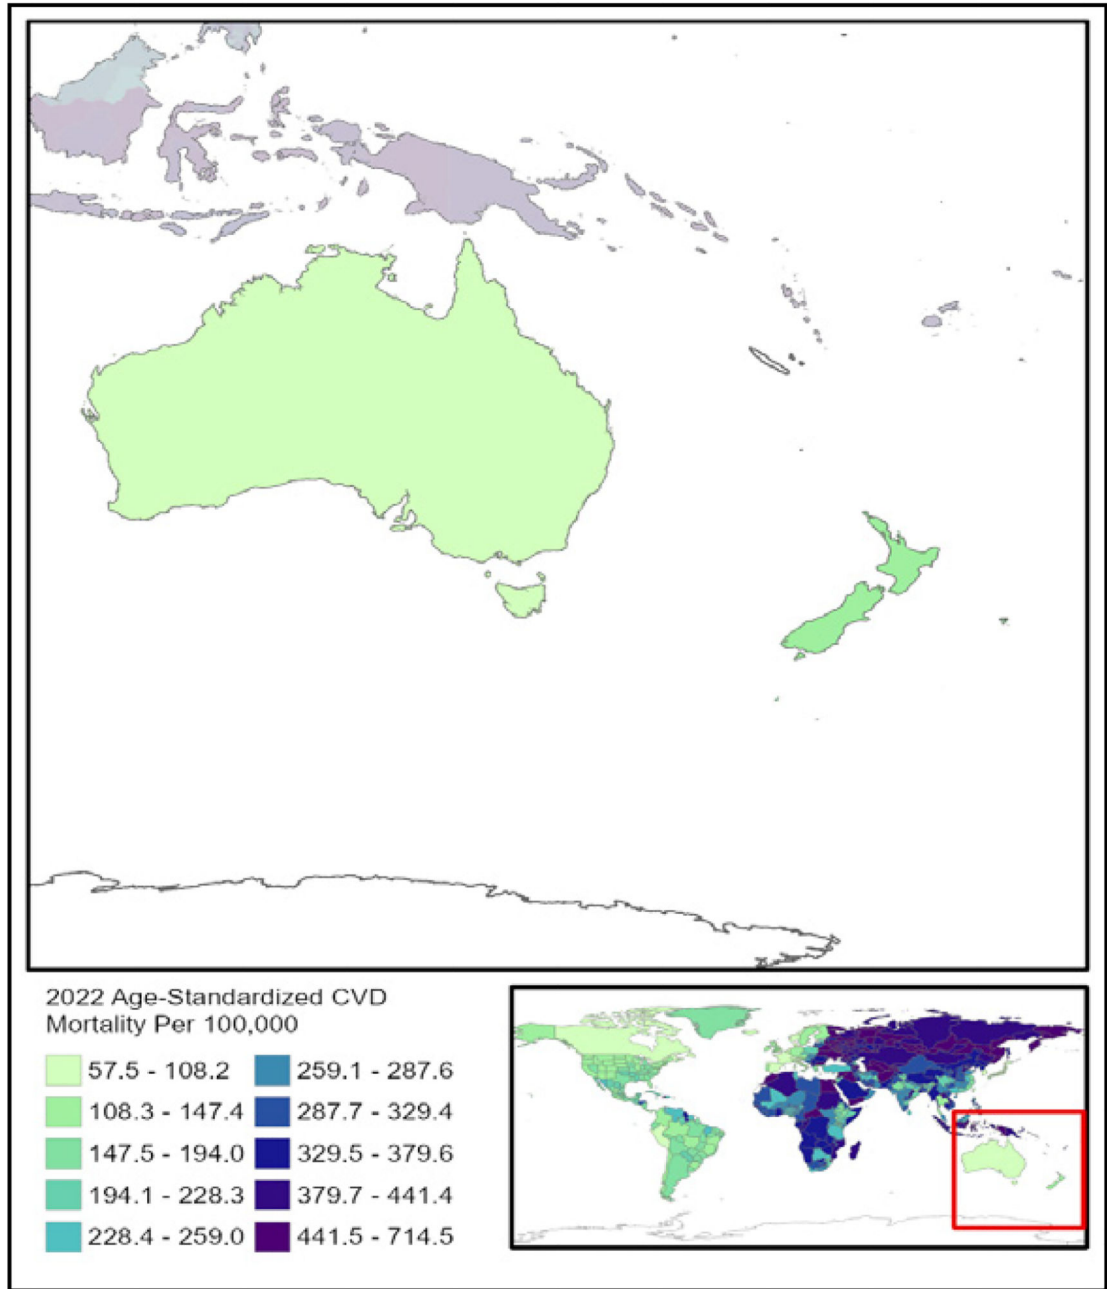 2022 Age-Standardized CVD
Mortality Per 100,000
57.5 - 108.2
108.3 - 147.4
147.5 - 194.0
194.1 - 228.3
228.4 - 259.0
259.1 - 287.6
287.7 - 329.4
329.5 - 379.6
379.7 - 441.4
441.5 - 714.5